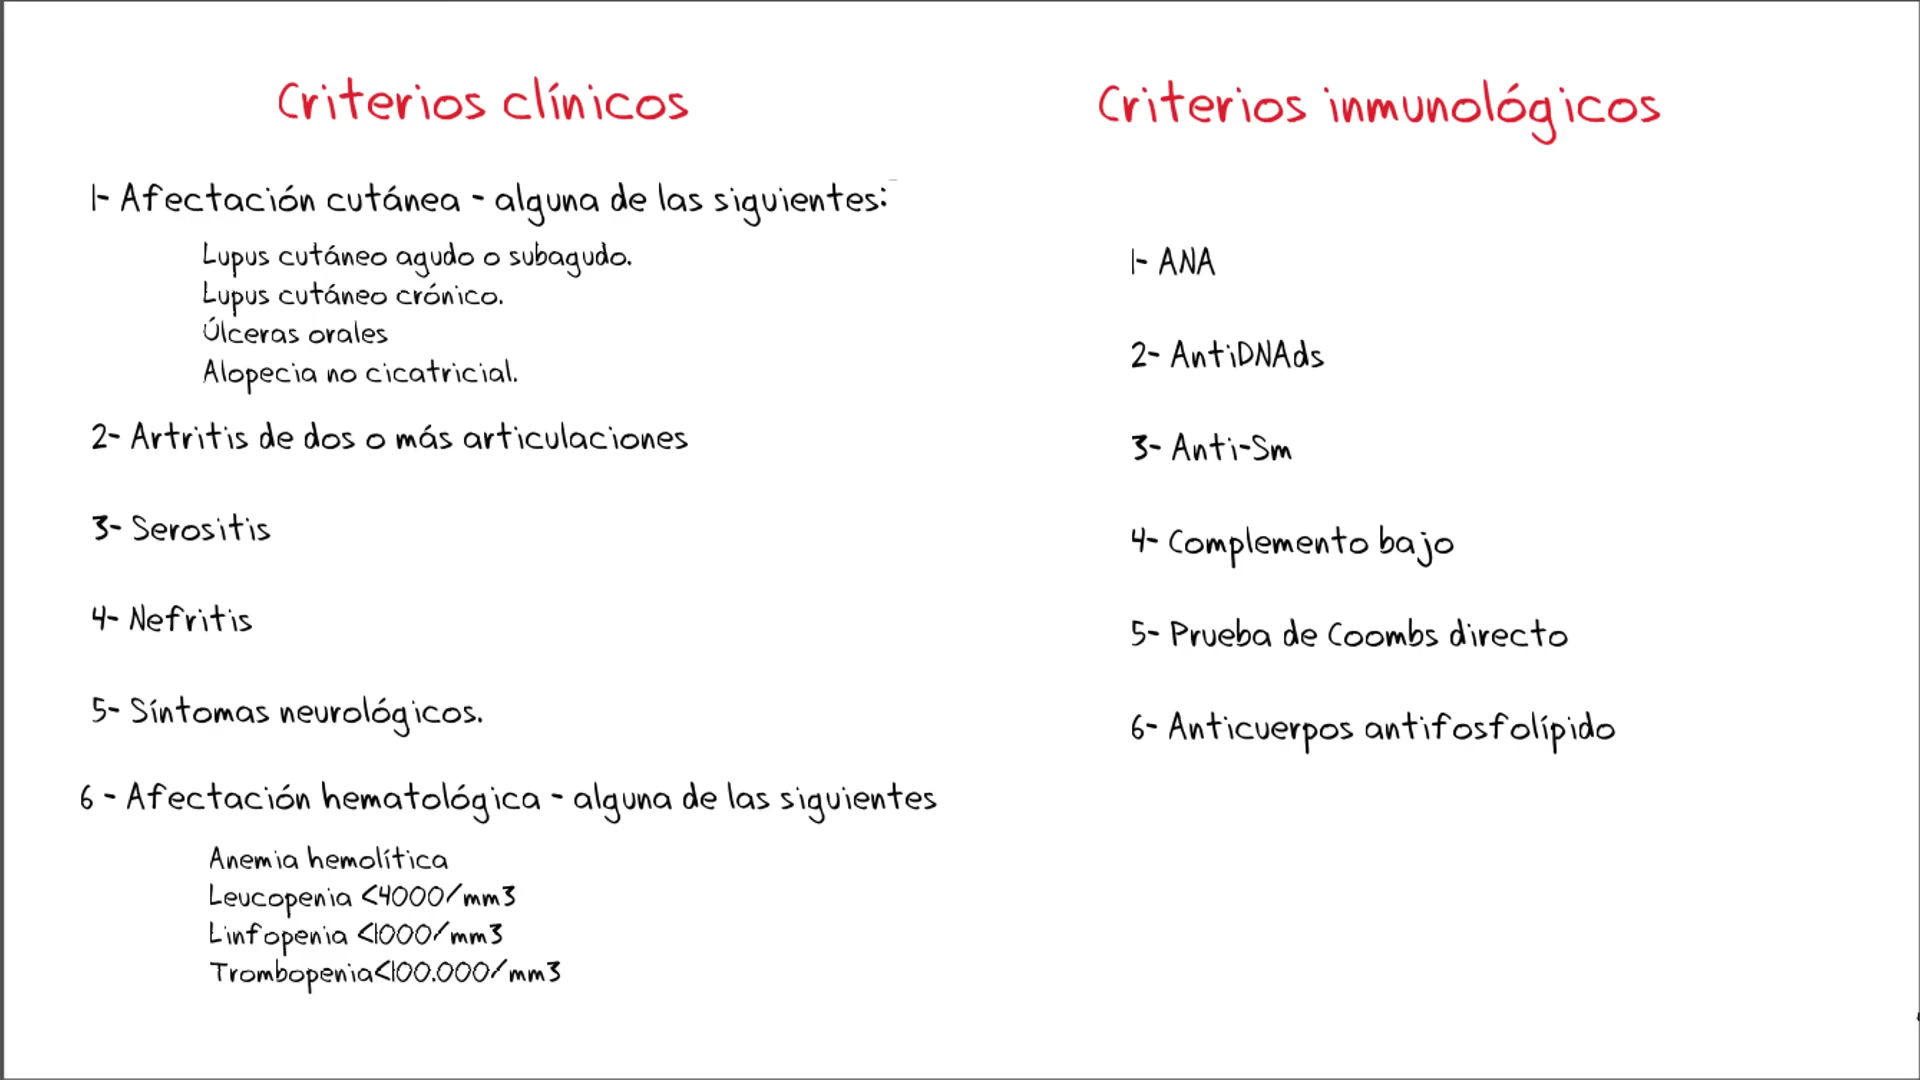 Criterios clínicos
1- Afectación cutánea - alguna de las siguientes:
Lupus cutáneo agudo o subagudo.
Lupus cutáneo crónico.
Úlceras orales
Alopecia no cicatricial.
2- Artritis de dos o más articulaciones
3- Serositis
4- Nefritis
5- Síntomas neurológicos.
6 - Afectación hematológica - alguna de las siguientes
Anemia hemolítica
Leucopenia <4000/mm3
Linfopenia <1000/mm3
Trombopenia<100.000/mm3
Criterios inmunológicos
1- ANA
2- AntiDNAds
3- Anti-Sm
4- Complemento bajo
5- Prueba de Coombs directo
6- Anticuerpos antifosfolípido